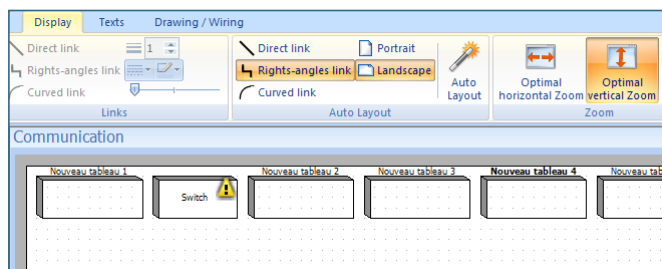 Display Texts Drawing / Wiring
Direct link 1
Rights-angles link
Curved link
Links
Direct link Portrait
Rights-angles link Landscape
Curved link
Auto Layout
Auto Layout
Optimal horizontal Zoom
Optimal vertical Zoom
Zoom
Communication
Nouveau tableau 1 Nouveau tableau 2 Nouveau tableau 3 Nouveau tableau 4 Nouveau tab
Switch